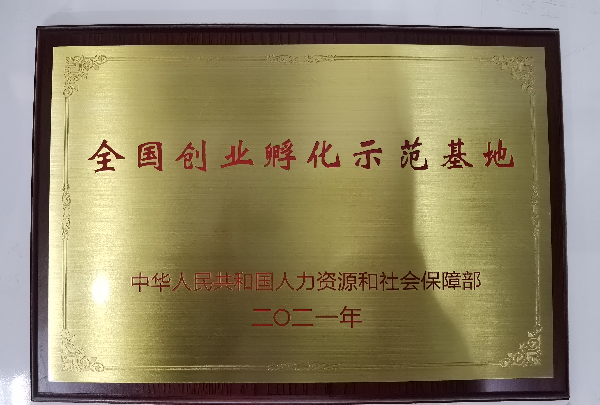 全国创业孵化示范基地
中华人民共和国人力资源和社会保障部
二〇二一年